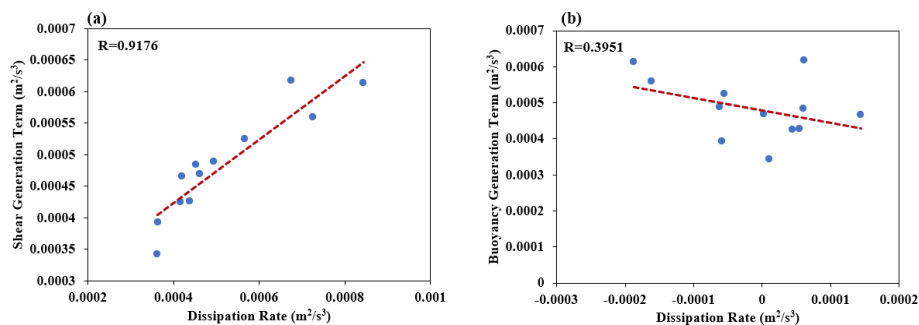 (a)
R=0.9176
Shear Generation Term (m²/s³)
0.0007
0.00065
0.0006
0.00055
0.0005
0.00045
0.0004
0.00035
0.0003
0.0002 0.0004 0.0006 0.0008 0.001
Dissipation Rate (m²/s³)
(b)
R=0.3951
Buoyancy Generation Term (m²/s³)
0.0007
0.0006
0.0005
0.0004
0.0003
0.0002
0.0001
0
-0.0003 -0.0002 -0.0001 0 0.0001 0.0002
Dissipation Rate (m²/s³)